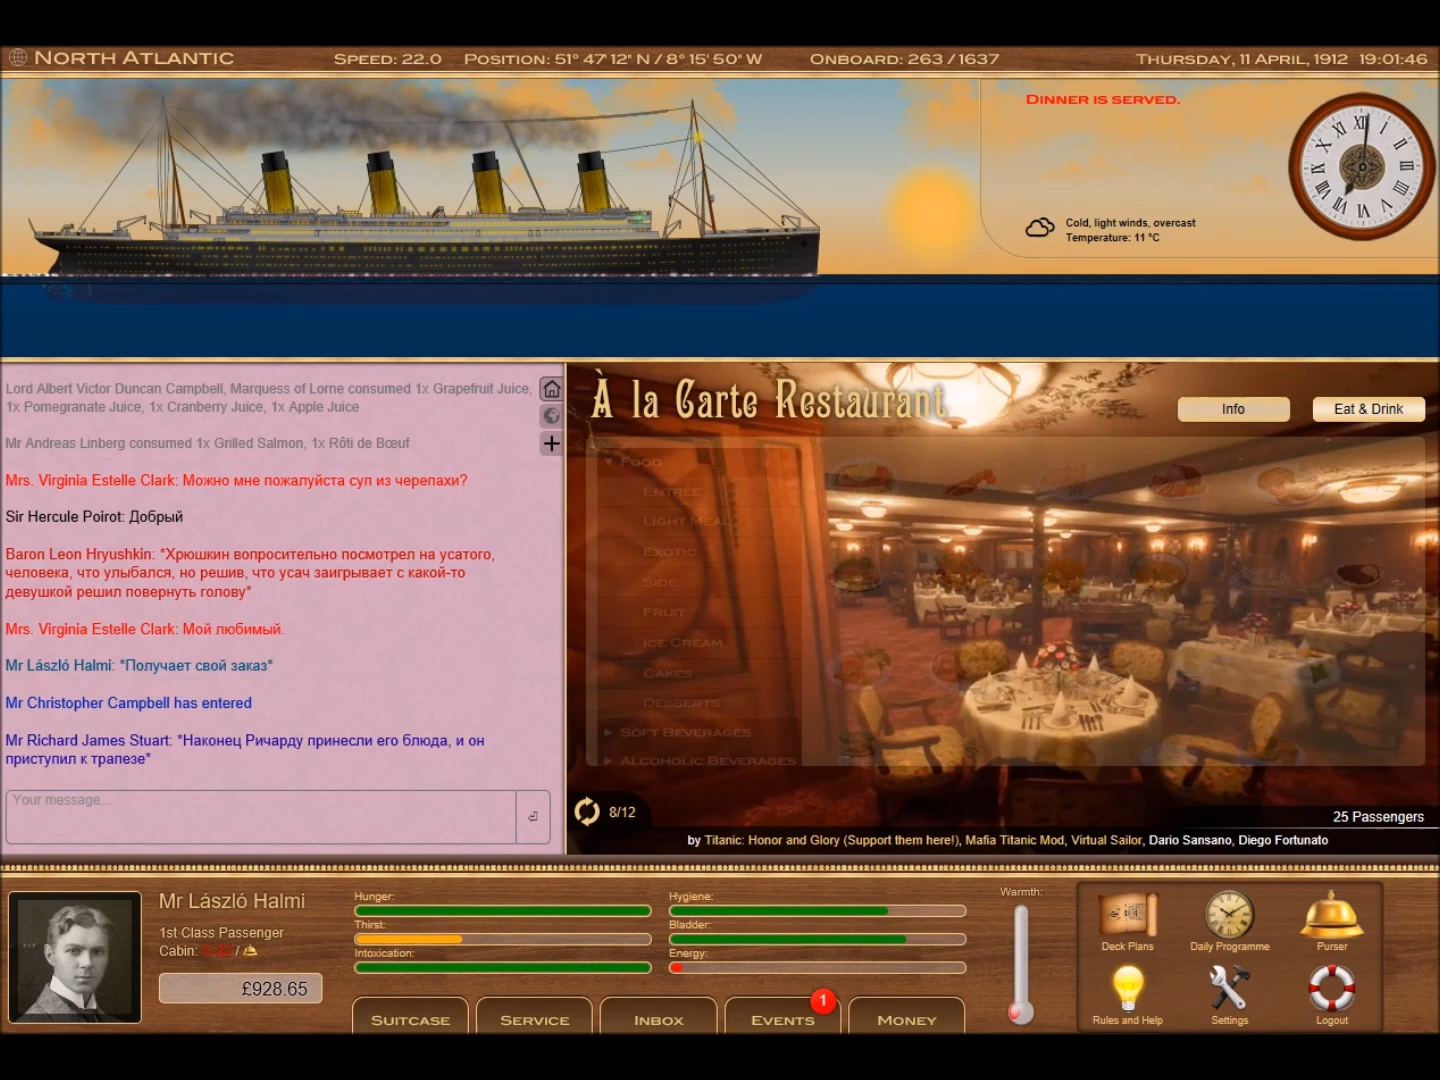 NORTH ATLANTIC
SPEED: 22.0
POSITION: 51° 47' 12" N / 8° 15' 50" W
ONBOARD: 263 / 1637
THURSDAY, 11 APRIL, 1912 19:01:46
DINNER IS SERVED.
Cold, light winds, overcast
Temperature: 11 °C
Lord Albert Victor Duncan Campbell, Marquess of Lorne consumed 1x Grapefruit Juice,
1x Pomegranate Juice, 1x Cranberry Juice, 1x Apple Juice
Mr Andreas Linberg consumed 1x Grilled Salmon, 1x Rôti de Bœuf
Mrs. Virginia Estelle Clark: Можно мне пожалуйста суп из черепахи?
Sir Hercule Poirot: Добрый
Baron Leon Hryushkin: *Хрюшкин вопросительно посмотрел на усатого,
человека, что улыбался, но решив, что усач заигрывает с какой-то
девушкой решил повернуть голову*
Mrs. Virginia Estelle Clark: Мой любимый.
Mr László Halmi: *Получает свой заказ*
Mr Christopher Campbell has entered
Mr Richard James Stuart: *Наконец Ричарду принесли его блюда, и он
приступил к трапезе*
Your message...
À la Carte Restaurant
Info
Eat & Drink
FOOD
ENTRÉE
LIGHT MEAL
EXOTIC
SIDE
FRUIT
ICE CREAM
CAKES
DESSERTS
SOFT BEVERAGES
ALCOHOLIC BEVERAGES
8/12
25 Passengers
by Titanic: Honor and Glory (Support them here!), Mafia Titanic Mod, Virtual Sailor, Dario Sansano, Diego Fortunato
Mr László Halmi
1st Class Passenger
Cabin:
£928.65
Hunger:
Thirst:
Intoxication:
Hygiene:
Bladder:
Energy:
Warmth:
SUITCASE
SERVICE
INBOX
EVENTS
1
MONEY
Deck Plans
Daily Programme
Purser
Rules and Help
Settings
Logout